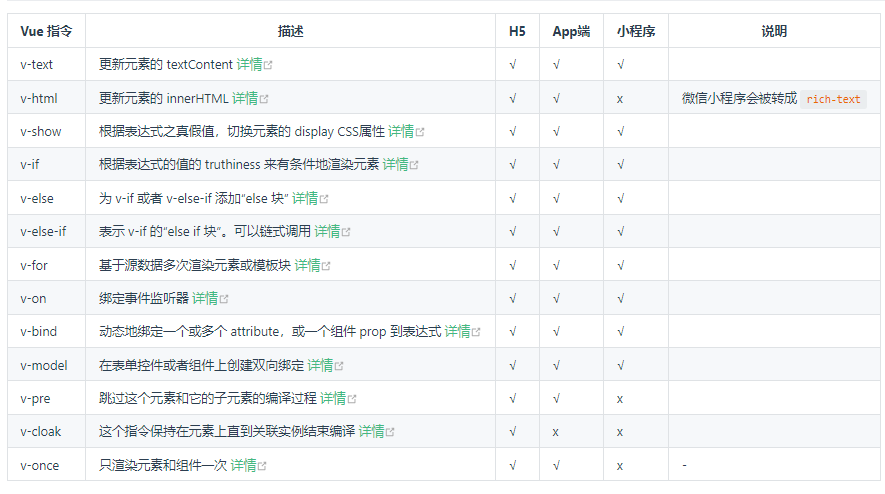 Vue 指令 描述 H5 App端 小程序 说明
v-text 更新元素的 textContent 详情 √ √ √
v-html 更新元素的 innerHTML 详情 √ √ x 微信小程序会被转成 rich-text
v-show 根据表达式之真假值，切换元素的 display CSS属性 详情 √ √ √
v-if 根据表达式的值的 truthiness 来有条件地渲染元素 详情 √ √ √
v-else 为 v-if 或者 v-else-if 添加“else 块” 详情 √ √ √
v-else-if 表示 v-if 的“else if 块”。可以链式调用 详情 √ √ √
v-for 基于源数据多次渲染元素或模板块 详情 √ √ √
v-on 绑定事件监听器 详情 √ √ √
v-bind 动态地绑定一个或多个 attribute，或一个组件 prop 到表达式 详情 √ √ √
v-model 在表单控件或者组件上创建双向绑定 详情 √ √ √
v-pre 跳过这个元素和它的子元素的编译过程 详情 √ √ x
v-cloak 这个指令保持在元素上直到关联实例结束编译 详情 √ x x
v-once 只渲染元素和组件一次 详情 √ √ x -